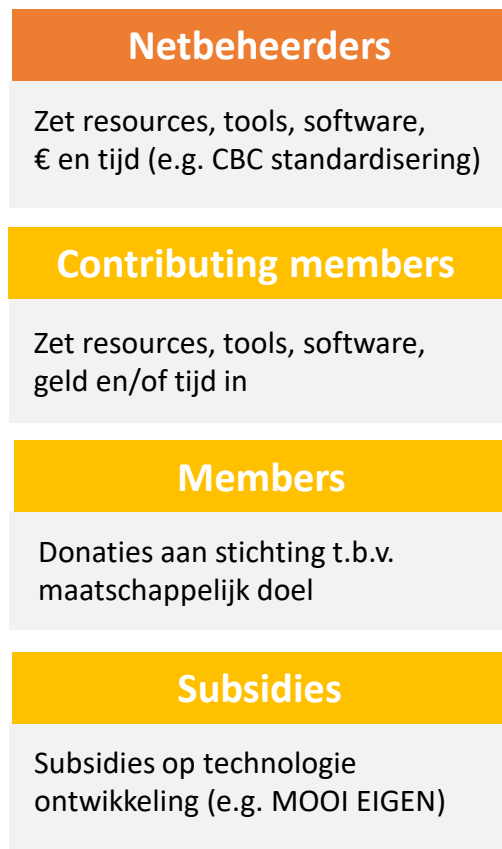 Netbeheerders
Zet resources, tools, software,
€ en tijd (e.g. CBC standardisering)
Contributing members
Zet resources, tools, software,
geld en/of tijd in
Members
Donaties aan stichting t.b.v.
maatschappelijk doel
Subsidies
Subsidies op technologie
ontwikkeling (e.g. MOOI EIGEN)